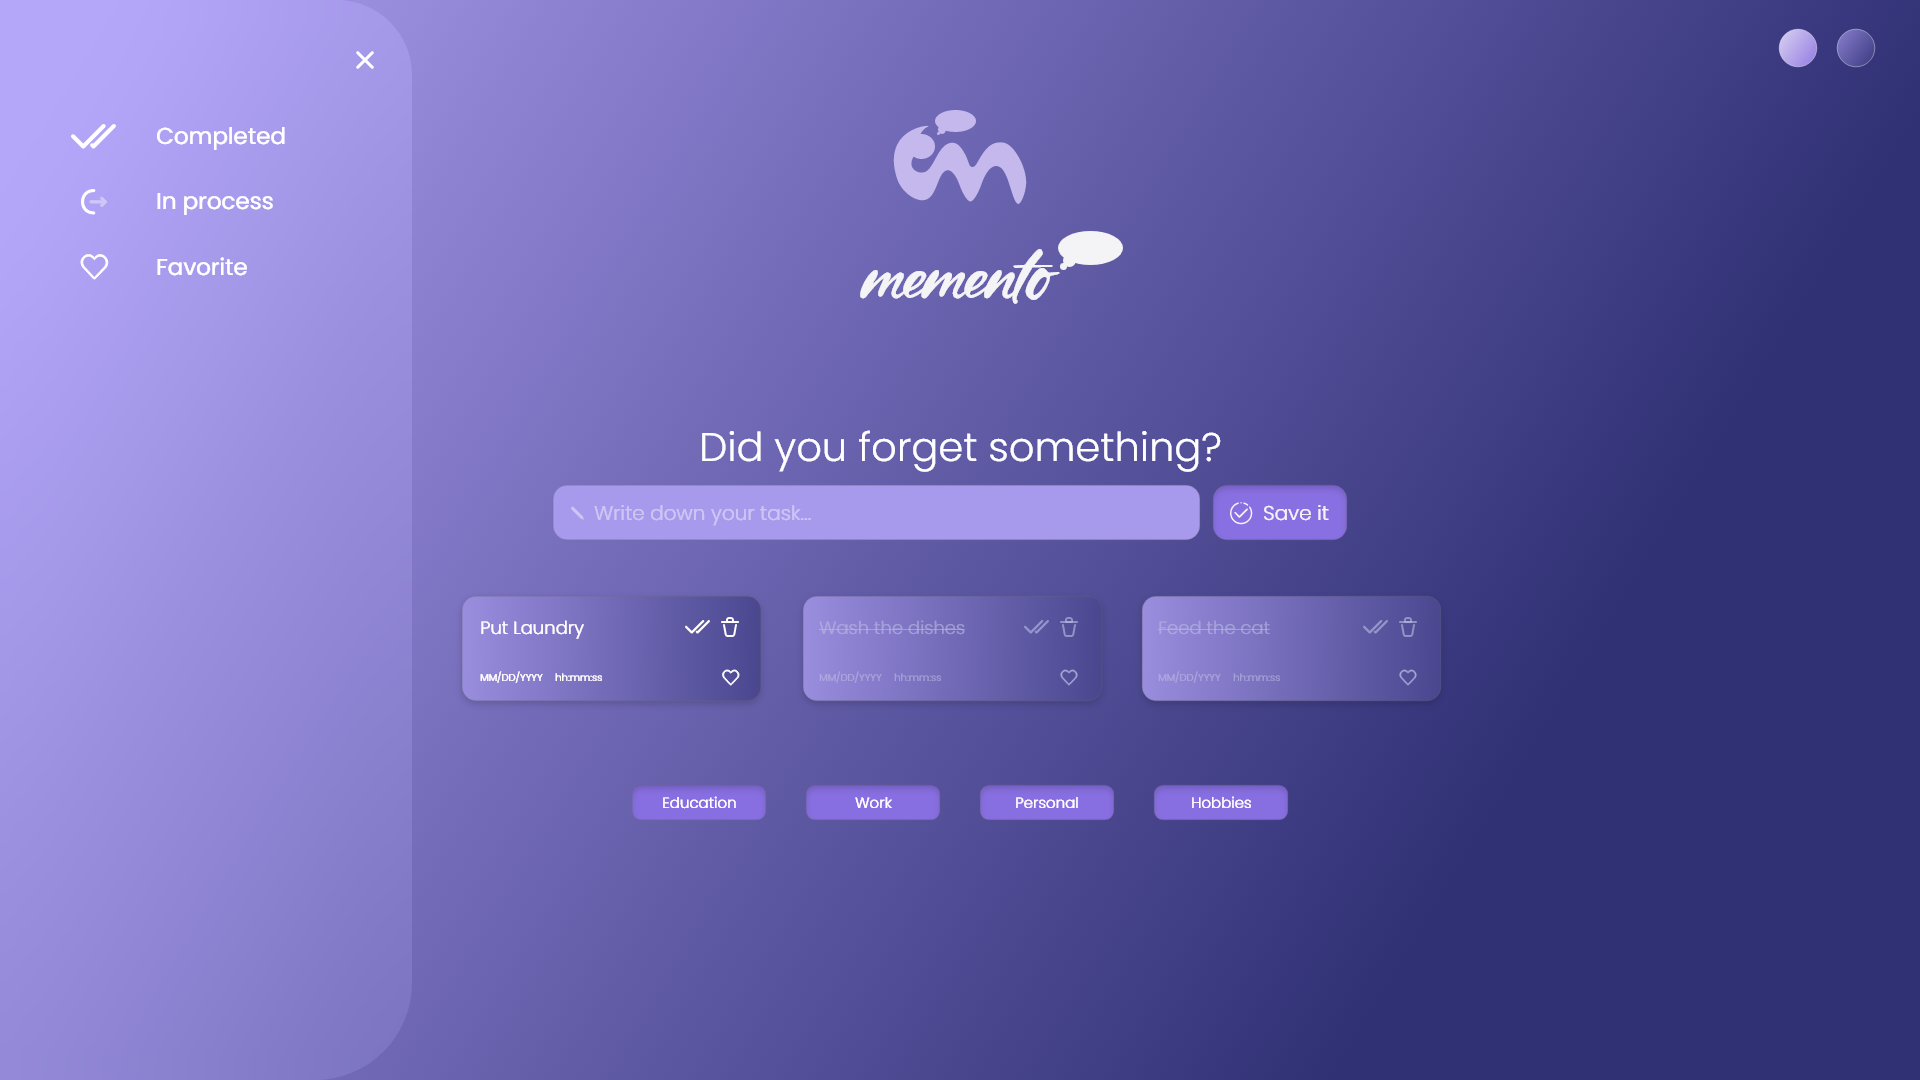 Completed
In process
Favorite
memento
Did you forget something?
Write down your task...
Save it
Put Laundry
MM/DD/YYYY hh:mm:ss
Wash the dishes
MM/DD/YYYY hh:mm:ss
Feed the cat
MM/DD/YYYY hh:mm:ss
Education
Work
Personal
Hobbies